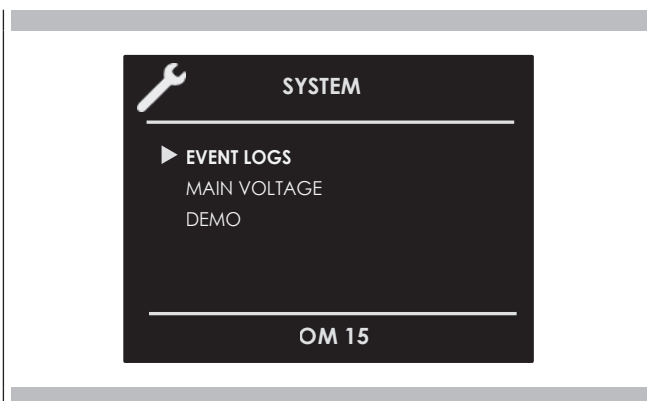 SYSTEM
EVENT LOGS
MAIN VOLTAGE
DEMO
OM 15